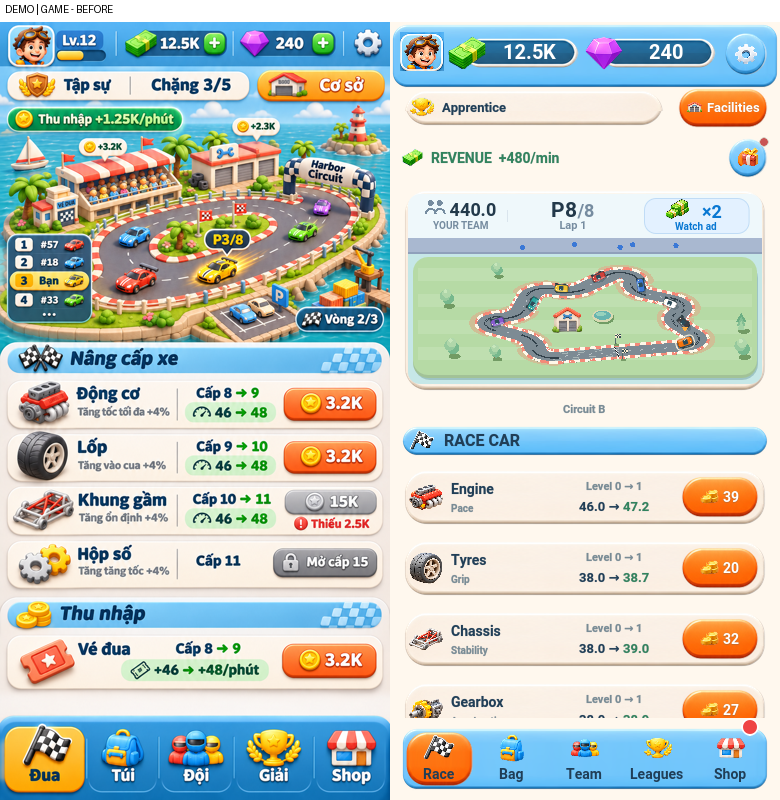 DEMO | GAME - BEFORE
Lv.12
12.5K
240
Tập sự
Chặng 3/5
Cơ sở
Thu nhập +1.25K/phút
+2.3K
+3.2K
Harbor
Circuit
VÉ ĐUA
P3/8
1 #57
2 #18
3 Bạn
4 #33
...
P
Vòng 2/3
Nâng cấp xe
Động cơ
Tăng tốc tối đa +4%
Cấp 8 → 9
46 → 48
3.2K
Lốp
Tăng vào cua +4%
Cấp 9 → 10
46 → 48
3.2K
Khung gầm
Tăng ổn định +4%
Cấp 10 → 11
46 → 48
15K
Thiếu 2.5K
Hộp số
Tăng tăng tốc +4%
Cấp 11
Mở cấp 15
Thu nhập
Vé đua
Cấp 8 → 9
+46 → +48/phút
3.2K
Đua
Túi
Đội
Giải
Shop
12.5K
240
Apprentice
Facilities
REVENUE +480/min
440.0
YOUR TEAM
P8/8
Lap 1
×2
Watch ad
Circuit B
RACE CAR
Engine
Pace
Level 0 → 1
46.0 → 47.2
39
Tyres
Grip
Level 0 → 1
38.0 → 38.7
20
Chassis
Stability
Level 0 → 1
38.0 → 39.0
32
Gearbox
Level 0 → 1
27
Race
Bag
Team
Leagues
Shop